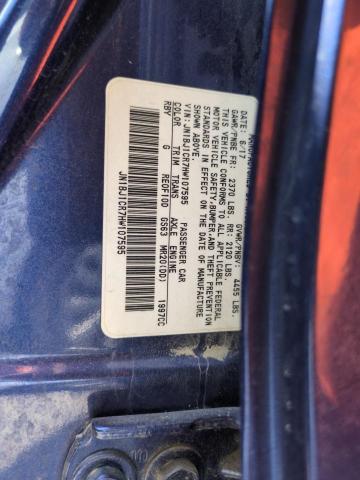 DATE: 6/17 GVWR/PNBV: 4455 LBS.
GAWR/PNBE FR: 2370 LBS. RR: 2120 LBS.
THIS VEHICLE CONFORMS TO ALL APPLICABLE FEDERAL
MOTOR VEHICLE SAFETY,BUMPER,AND THEFT PREVENTION
STANDARDS IN EFFECT ON THE DATE OF MANUFACTURE
SHOWN ABOVE.
VIN:JN1BJ1CR7HW107595 PASSENGER CAR
COLOR TRIM TRANS AXLE ENGINE
RBY G RE0F10D GS63 MR20(DD) 1997CC
JN1BJ1CR7HW107595